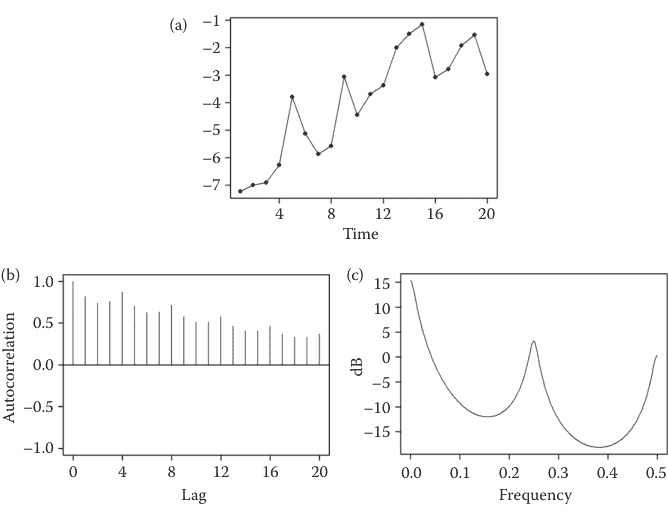 (a)
−1
−2
−3
−4
−5
−6
−7
4 8 12 16 20
Time
(b)
1.0
0.5
0.0
−0.5
−1.0
Autocorrelation
0 4 8 12 16 20
Lag
(c)
15
10
5
0
−5
−10
−15
dB
0.0 0.1 0.2 0.3 0.4 0.5
Frequency